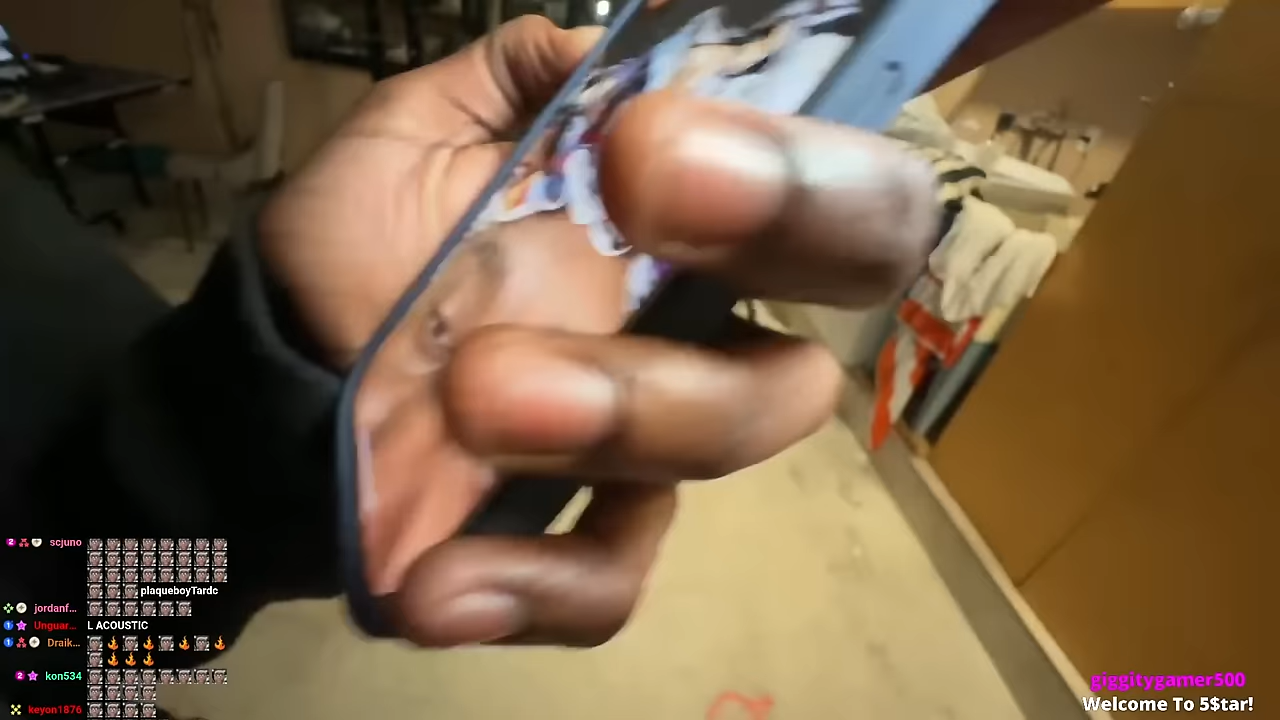 scjuno
plaqueboyTardc
jordanf...
Unguar... L ACOUSTIC
Draik...
kon534
keyon1876
giggitygamer500
Welcome To 5$tar!